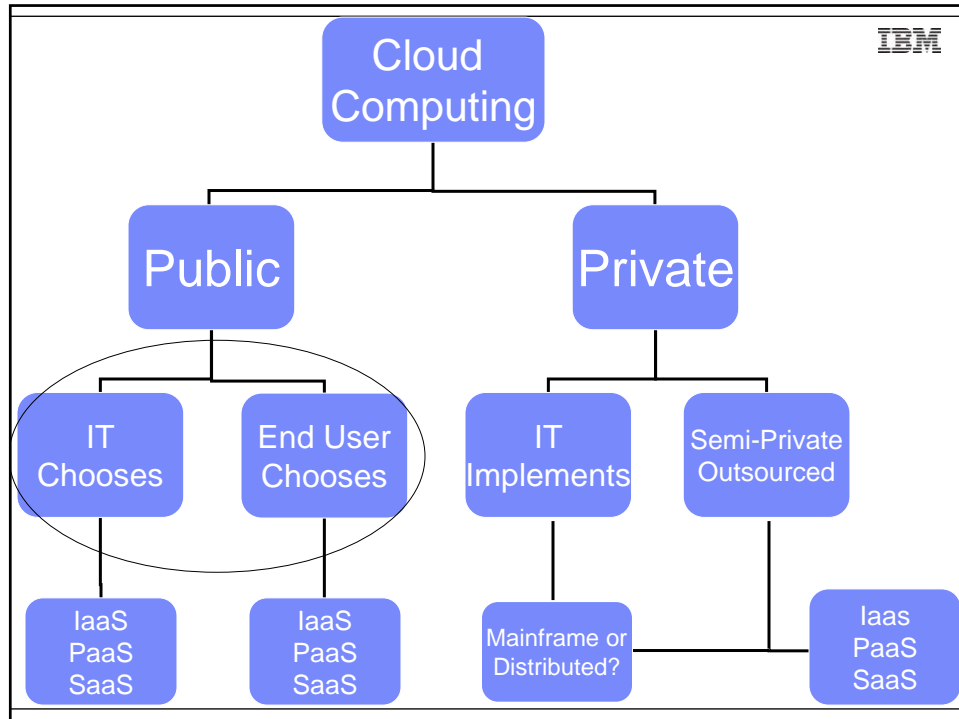 IBM
Cloud
Computing
Public
Private
IT
Chooses
End User
Chooses
IT
Implements
Semi-Private
Outsourced
IaaS
PaaS
SaaS
IaaS
PaaS
SaaS
Mainframe or
Distributed?
Iaas
PaaS
SaaS